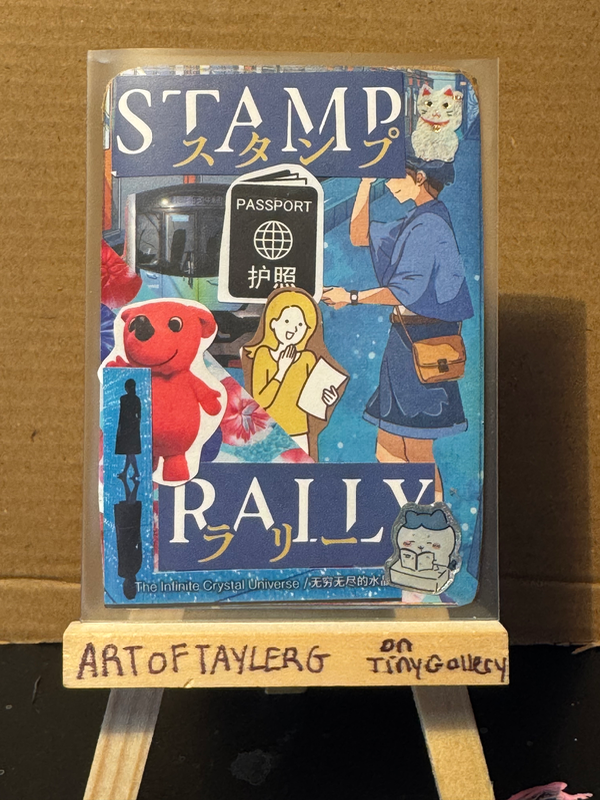 STAMP
スタンプ
PASSPORT
护照
RALLY
ラリー
The Infinite Crystal Universe / 无穷无尽的水晶
ARTOFTAYLERG
on
TinyGallery